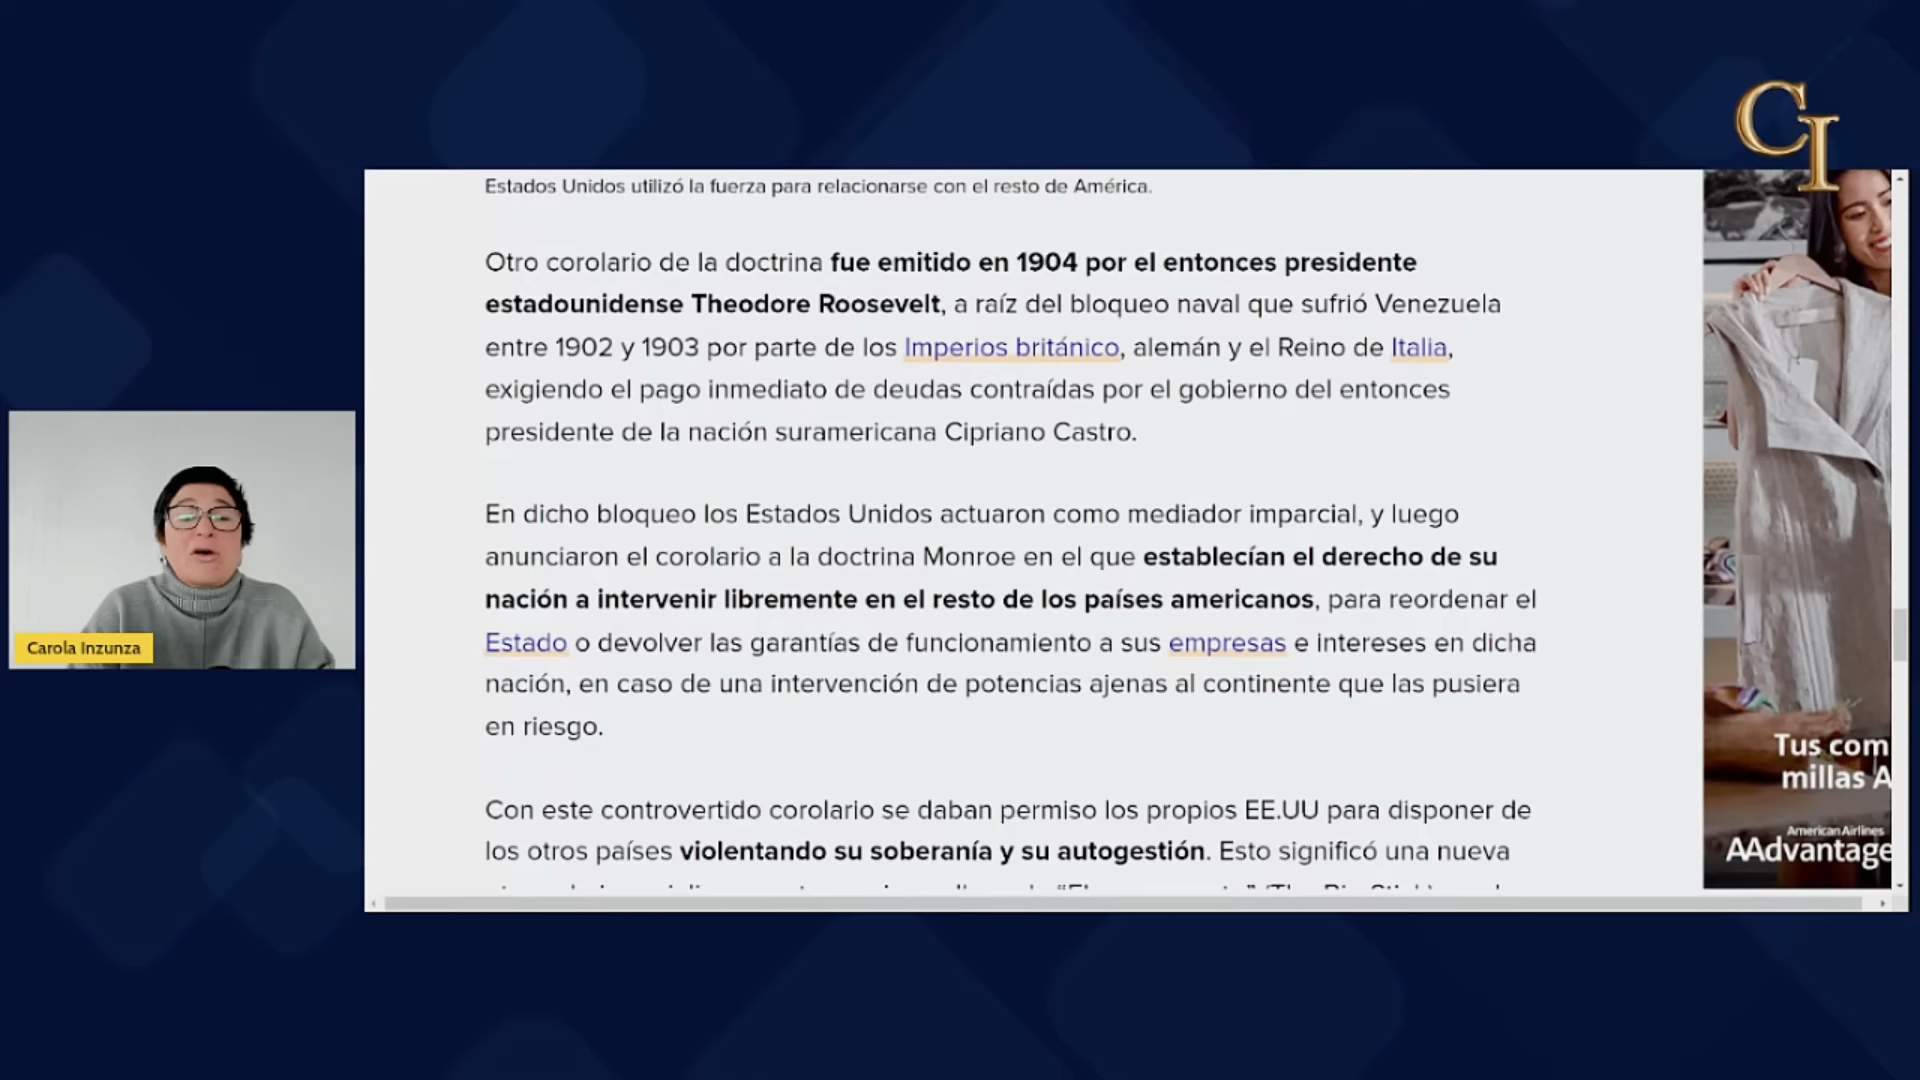 CI
Estados Unidos utilizó la fuerza para relacionarse con el resto de América.
Otro corolario de la doctrina fue emitido en 1904 por el entonces presidente
estadounidense Theodore Roosevelt, a raíz del bloqueo naval que sufrió Venezuela
entre 1902 y 1903 por parte de los Imperios británico, alemán y el Reino de Italia,
exigiendo el pago inmediato de deudas contraídas por el gobierno del entonces
presidente de la nación suramericana Cipriano Castro.
En dicho bloqueo los Estados Unidos actuaron como mediador imparcial, y luego
anunciaron el corolario a la doctrina Monroe en el que establecían el derecho de su
nación a intervenir libremente en el resto de los países americanos, para reordenar el
Estado o devolver las garantías de funcionamiento a sus empresas e intereses en dicha
nación, en caso de una intervención de potencias ajenas al continente que las pusiera
en riesgo.
Con este controvertido corolario se daban permiso los propios EE.UU para disponer de
los otros países violentando su soberanía y su autogestión. Esto significó una nueva
Carola Inzunza
Tus com
millas A
American Airlines
AAdvantage